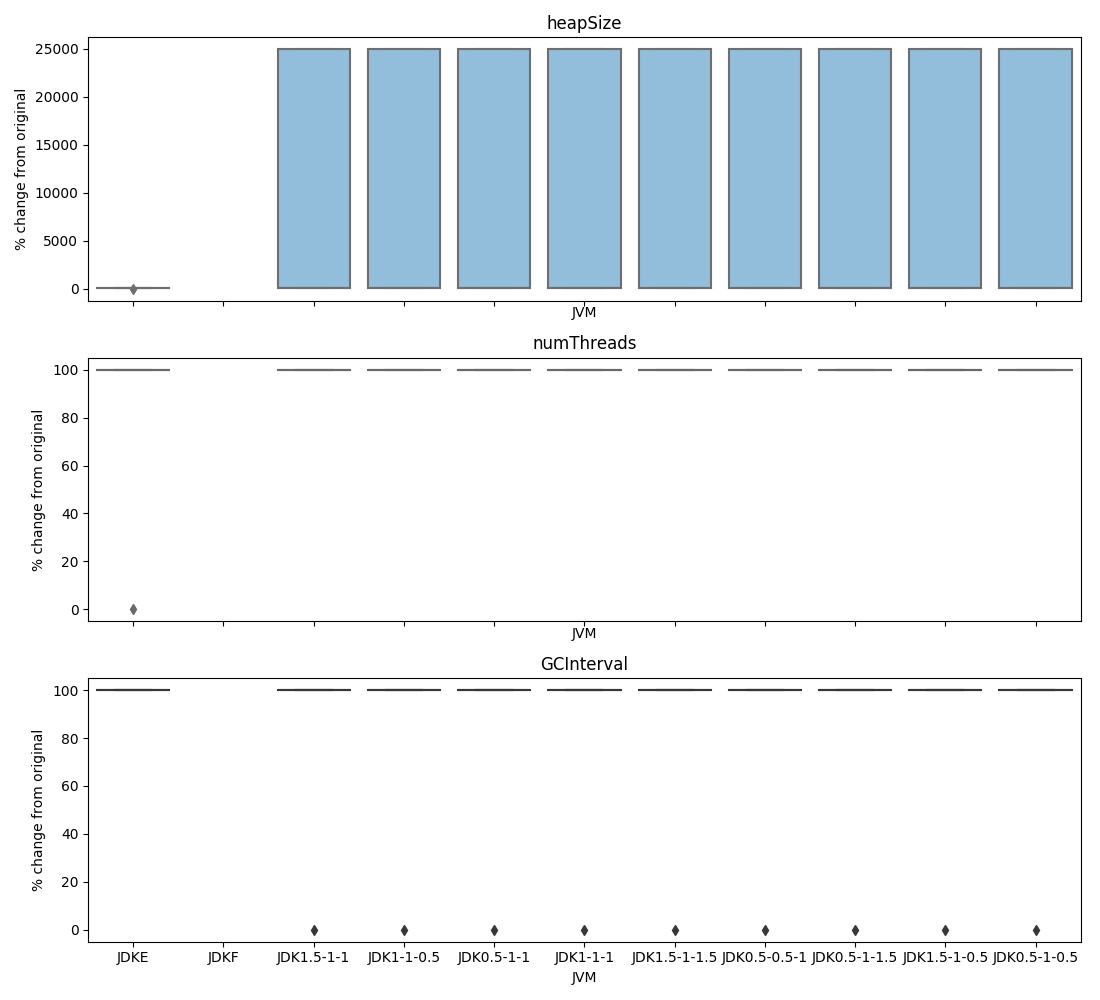 heapSize
% change from original
25000
20000
15000
10000
5000
0
JVM
numThreads
% change from original
100
80
60
40
20
0
JVM
GCInterval
% change from original
100
80
60
40
20
0
JDKE JDKF JDK1.5-1-1 JDK1-1-0.5 JDK0.5-1-1 JDK1-1-1 JDK1.5-1-1.5 JDK0.5-0.5-1 JDK0.5-1-1.5 JDK1.5-1-0.5 JDK0.5-1-0.5
JVM